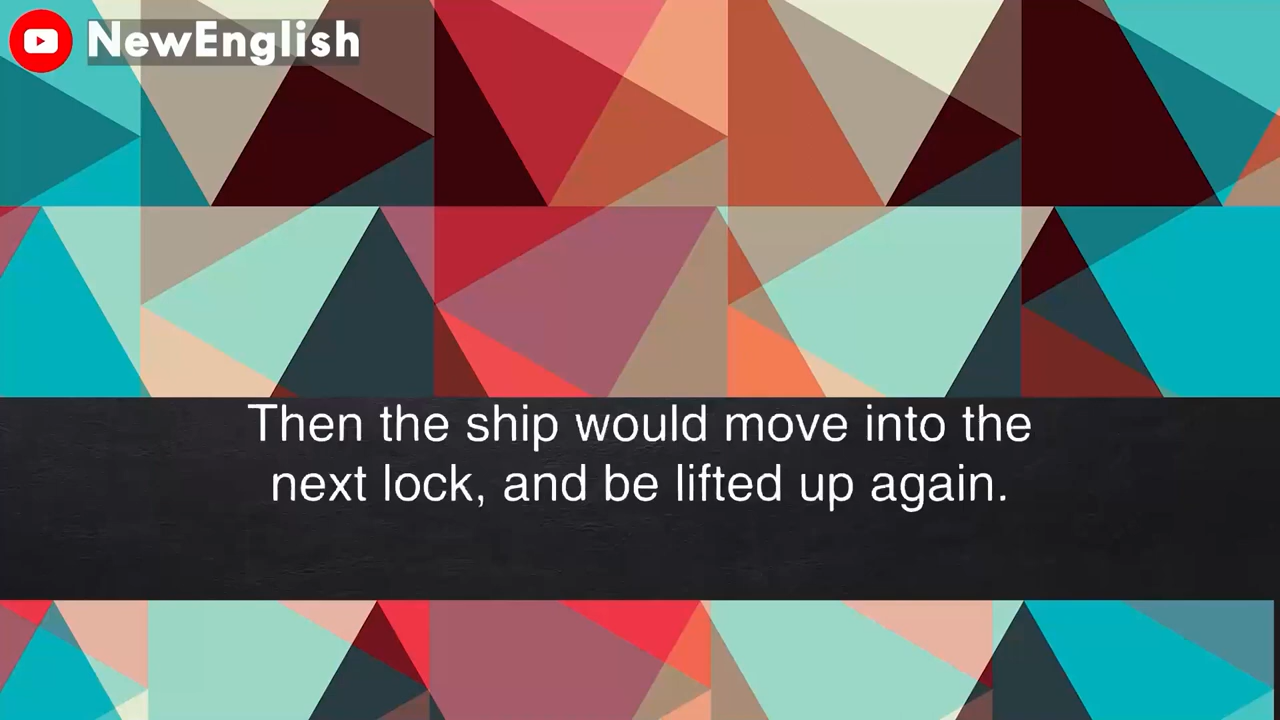 NewEnglish
Then the ship would move into the
next lock, and be lifted up again.